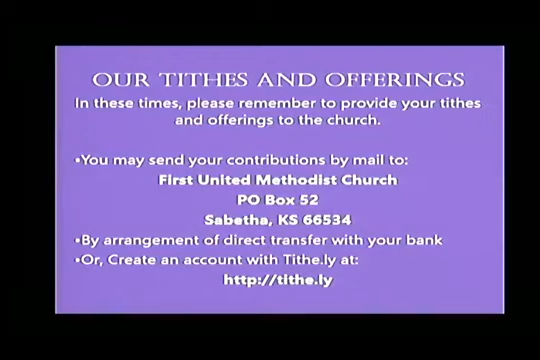 OUR TITHES AND OFFERINGS
In these times, please remember to provide your tithes
and offerings to the church.
▪You may send your contributions by mail to:
First United Methodist Church
PO Box 52
Sabetha, KS 66534
▪By arrangement of direct transfer with your bank
▪Or, Create an account with Tithe.ly at:
http://tithe.ly